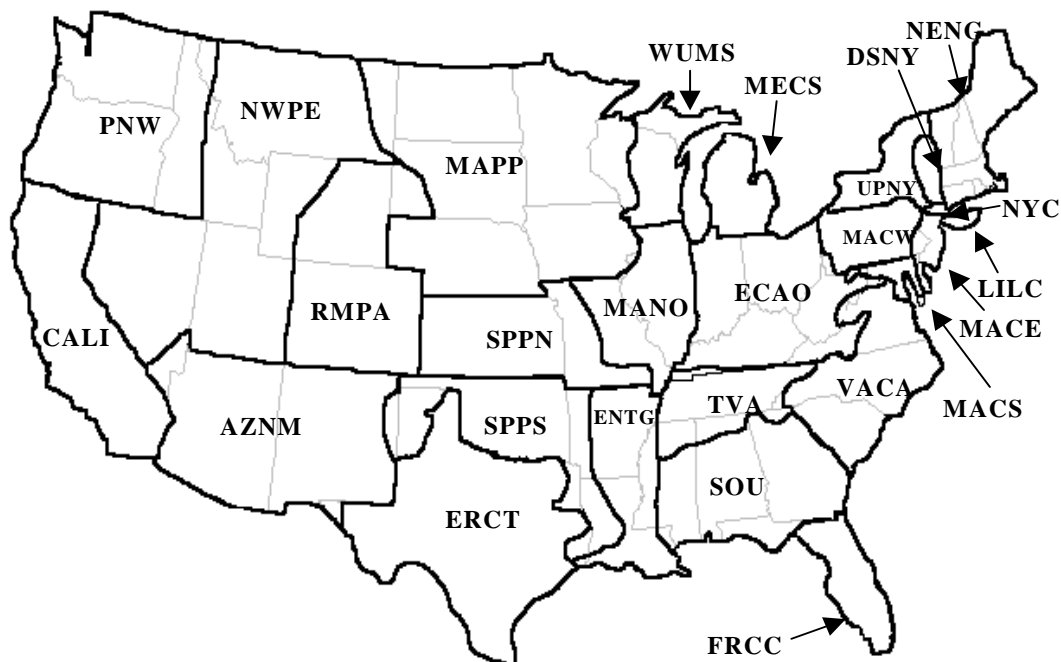 NENG
WUMS
DSNY
MECS
NWPE
PNW
MAPP
UPNY
NYC
MACW
LILC
ECAO
MANO
RMPA
CALI
SPPN
MACE
VACA
TVA
MACS
ENTG
SPPS
AZNM
SOU
ERCT
FRCC